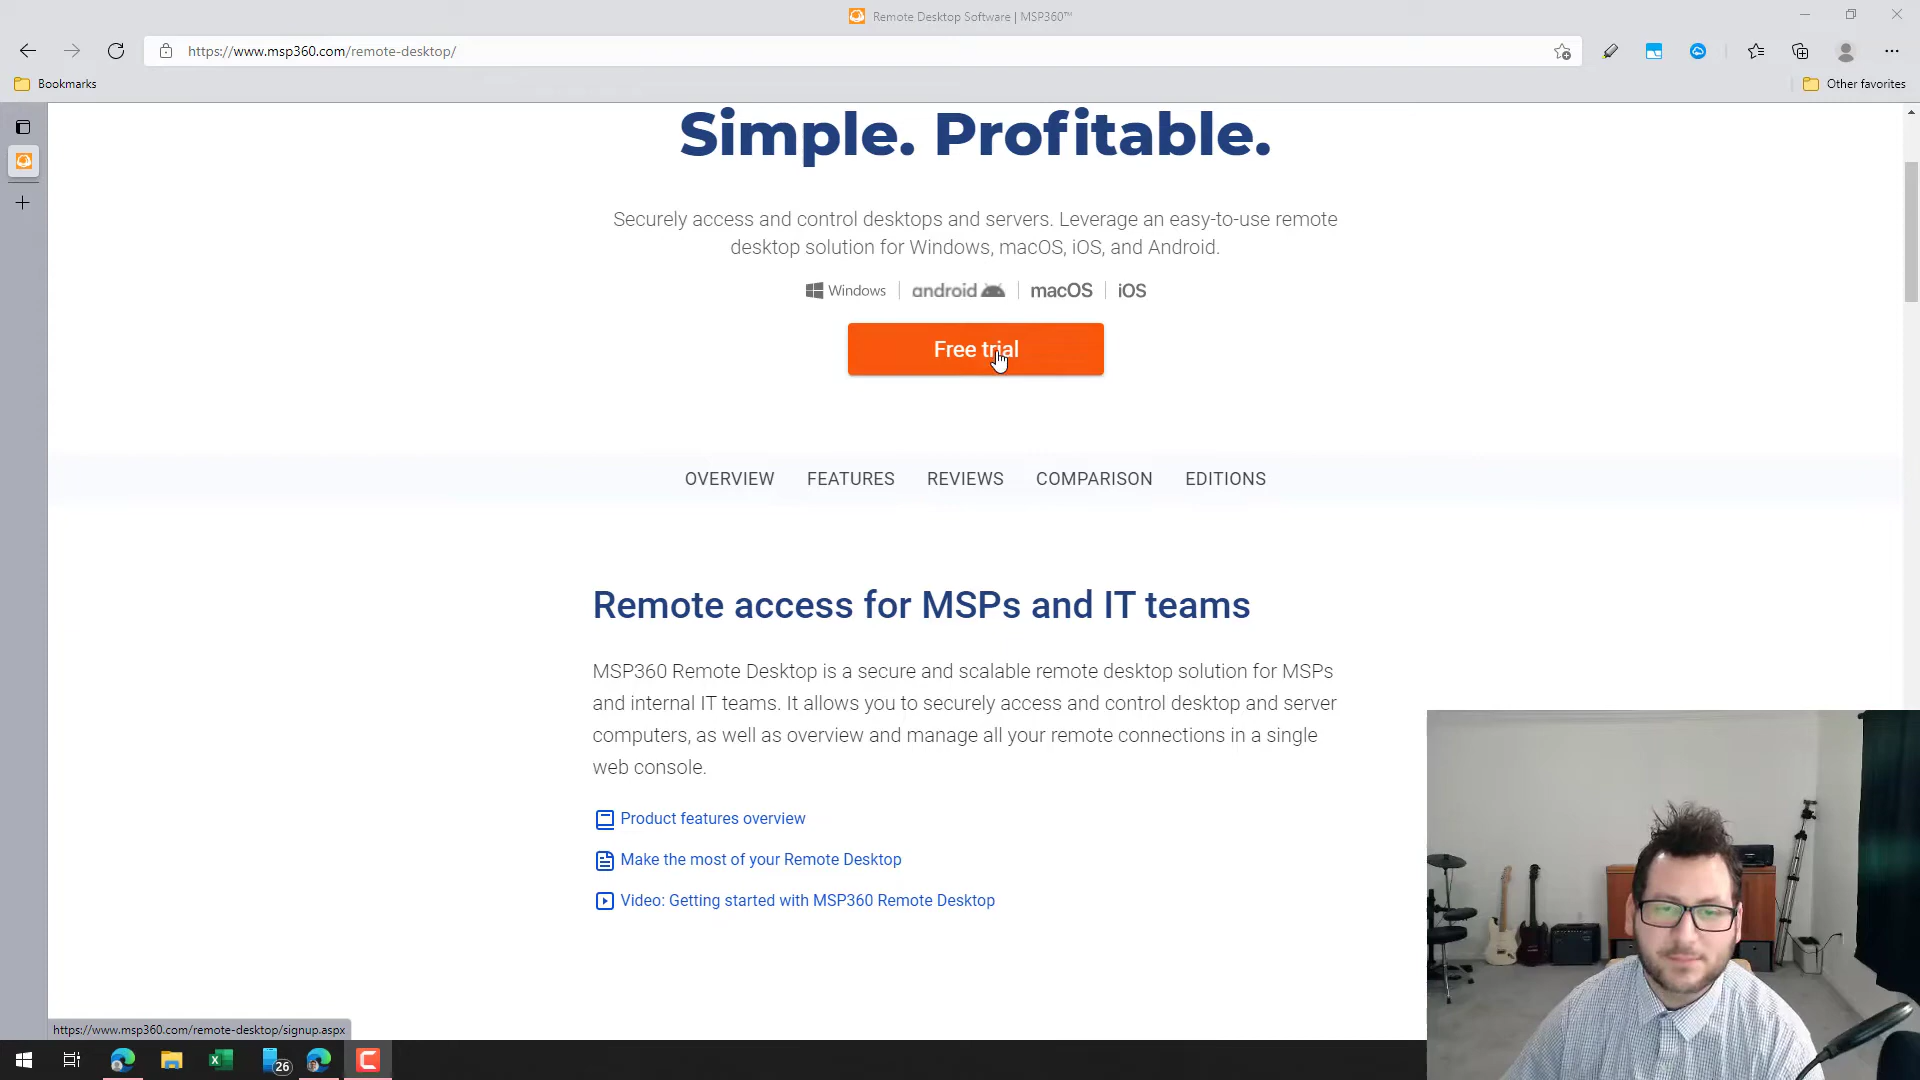 Remote Desktop Software | MSP360™
https://www.msp360.com/remote-desktop/
Bookmarks
Other favorites
Simple. Profitable.
Securely access and control desktops and servers. Leverage an easy-to-use remote
desktop solution for Windows, macOS, iOS, and Android.
Windows | android | macOS | iOS
Free trial
OVERVIEW FEATURES REVIEWS COMPARISON EDITIONS
Remote access for MSPs and IT teams
MSP360 Remote Desktop is a secure and scalable remote desktop solution for MSPs
and internal IT teams. It allows you to securely access and control desktop and server
computers, as well as overview and manage all your remote connections in a single
web console.
Product features overview
Make the most of your Remote Desktop
Video: Getting started with MSP360 Remote Desktop
https://www.msp360.com/remote-desktop/signup.aspx
26